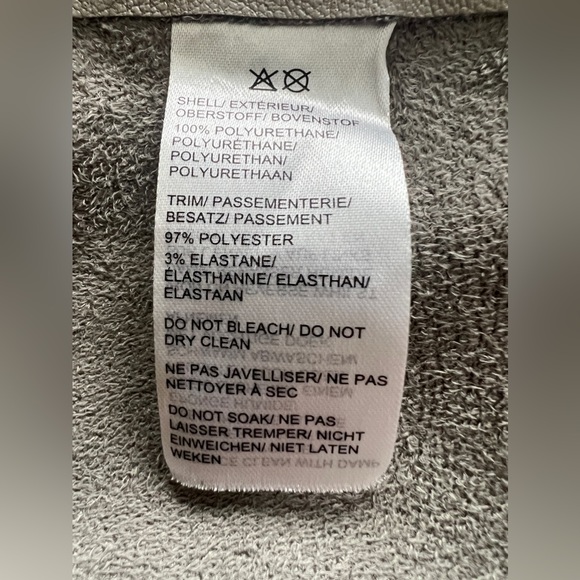 SHELL/ EXTÉRIEUR/
OBERSTOFF/ BOVENSTOF
100% POLYURETHANE/
POLYURÉTHANE/
POLYURETHAN/
POLYURETHAAN
TRIM/ PASSEMENTERIE/
BESATZ/ PASSEMENT
97% POLYESTER
3% ELASTANE/
ÉLASTHANNE/ ELASTHAN/
ELASTAAN
DO NOT BLEACH/ DO NOT
DRY CLEAN
NE PAS JAVELLISER/ NE PAS
NETTOYER À SEC
DO NOT SOAK/ NE PAS
LAISSER TREMPER/ NICHT
EINWEICHEN/ NIET LATEN
WEKEN